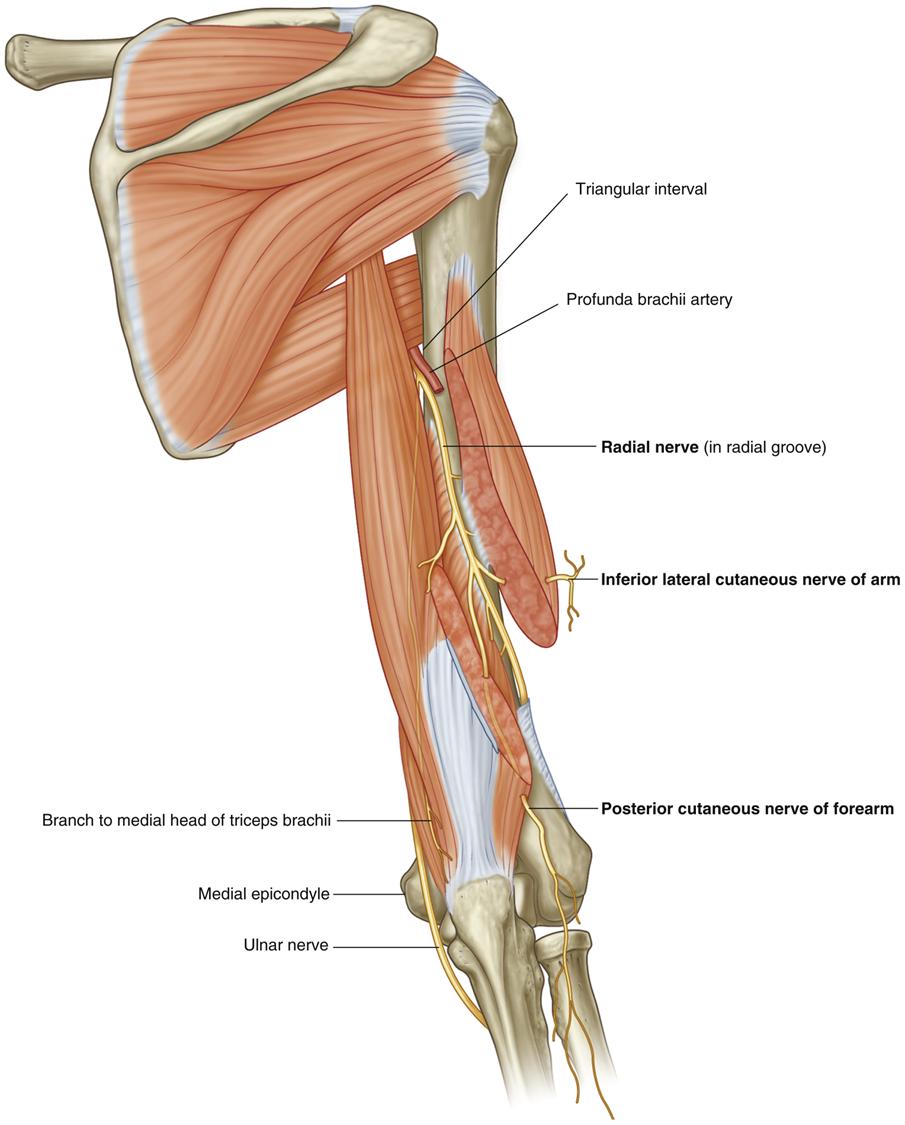 Triangular interval
Profunda brachii artery
Radial nerve (in radial groove)
Inferior lateral cutaneous nerve of arm
Posterior cutaneous nerve of forearm
Branch to medial head of triceps brachii
Medial epicondyle
Ulnar nerve